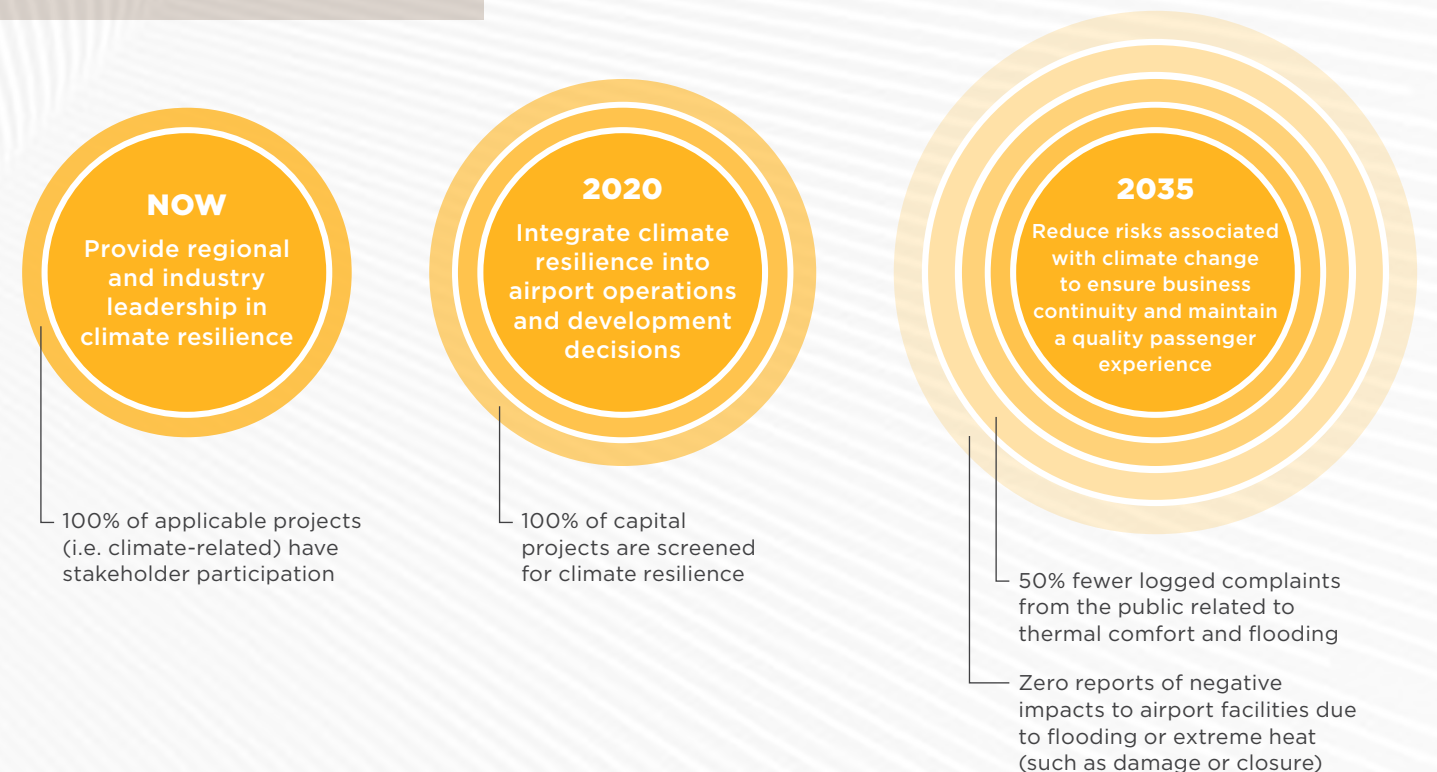 NOW
Provide regional
and industry
leadership in
climate resilience
100% of applicable projects
(i.e. climate-related) have
stakeholder participation
2020
Integrate climate
resilience into
airport operations
and development
decisions
100% of capital
projects are screened
for climate resilience
2035
Reduce risks associated
with climate change
to ensure business
continuity and maintain
a quality passenger
experience
50% fewer logged complaints
from the public related to
thermal comfort and flooding
Zero reports of negative
impacts to airport facilities due
to flooding or extreme heat
(such as damage or closure)